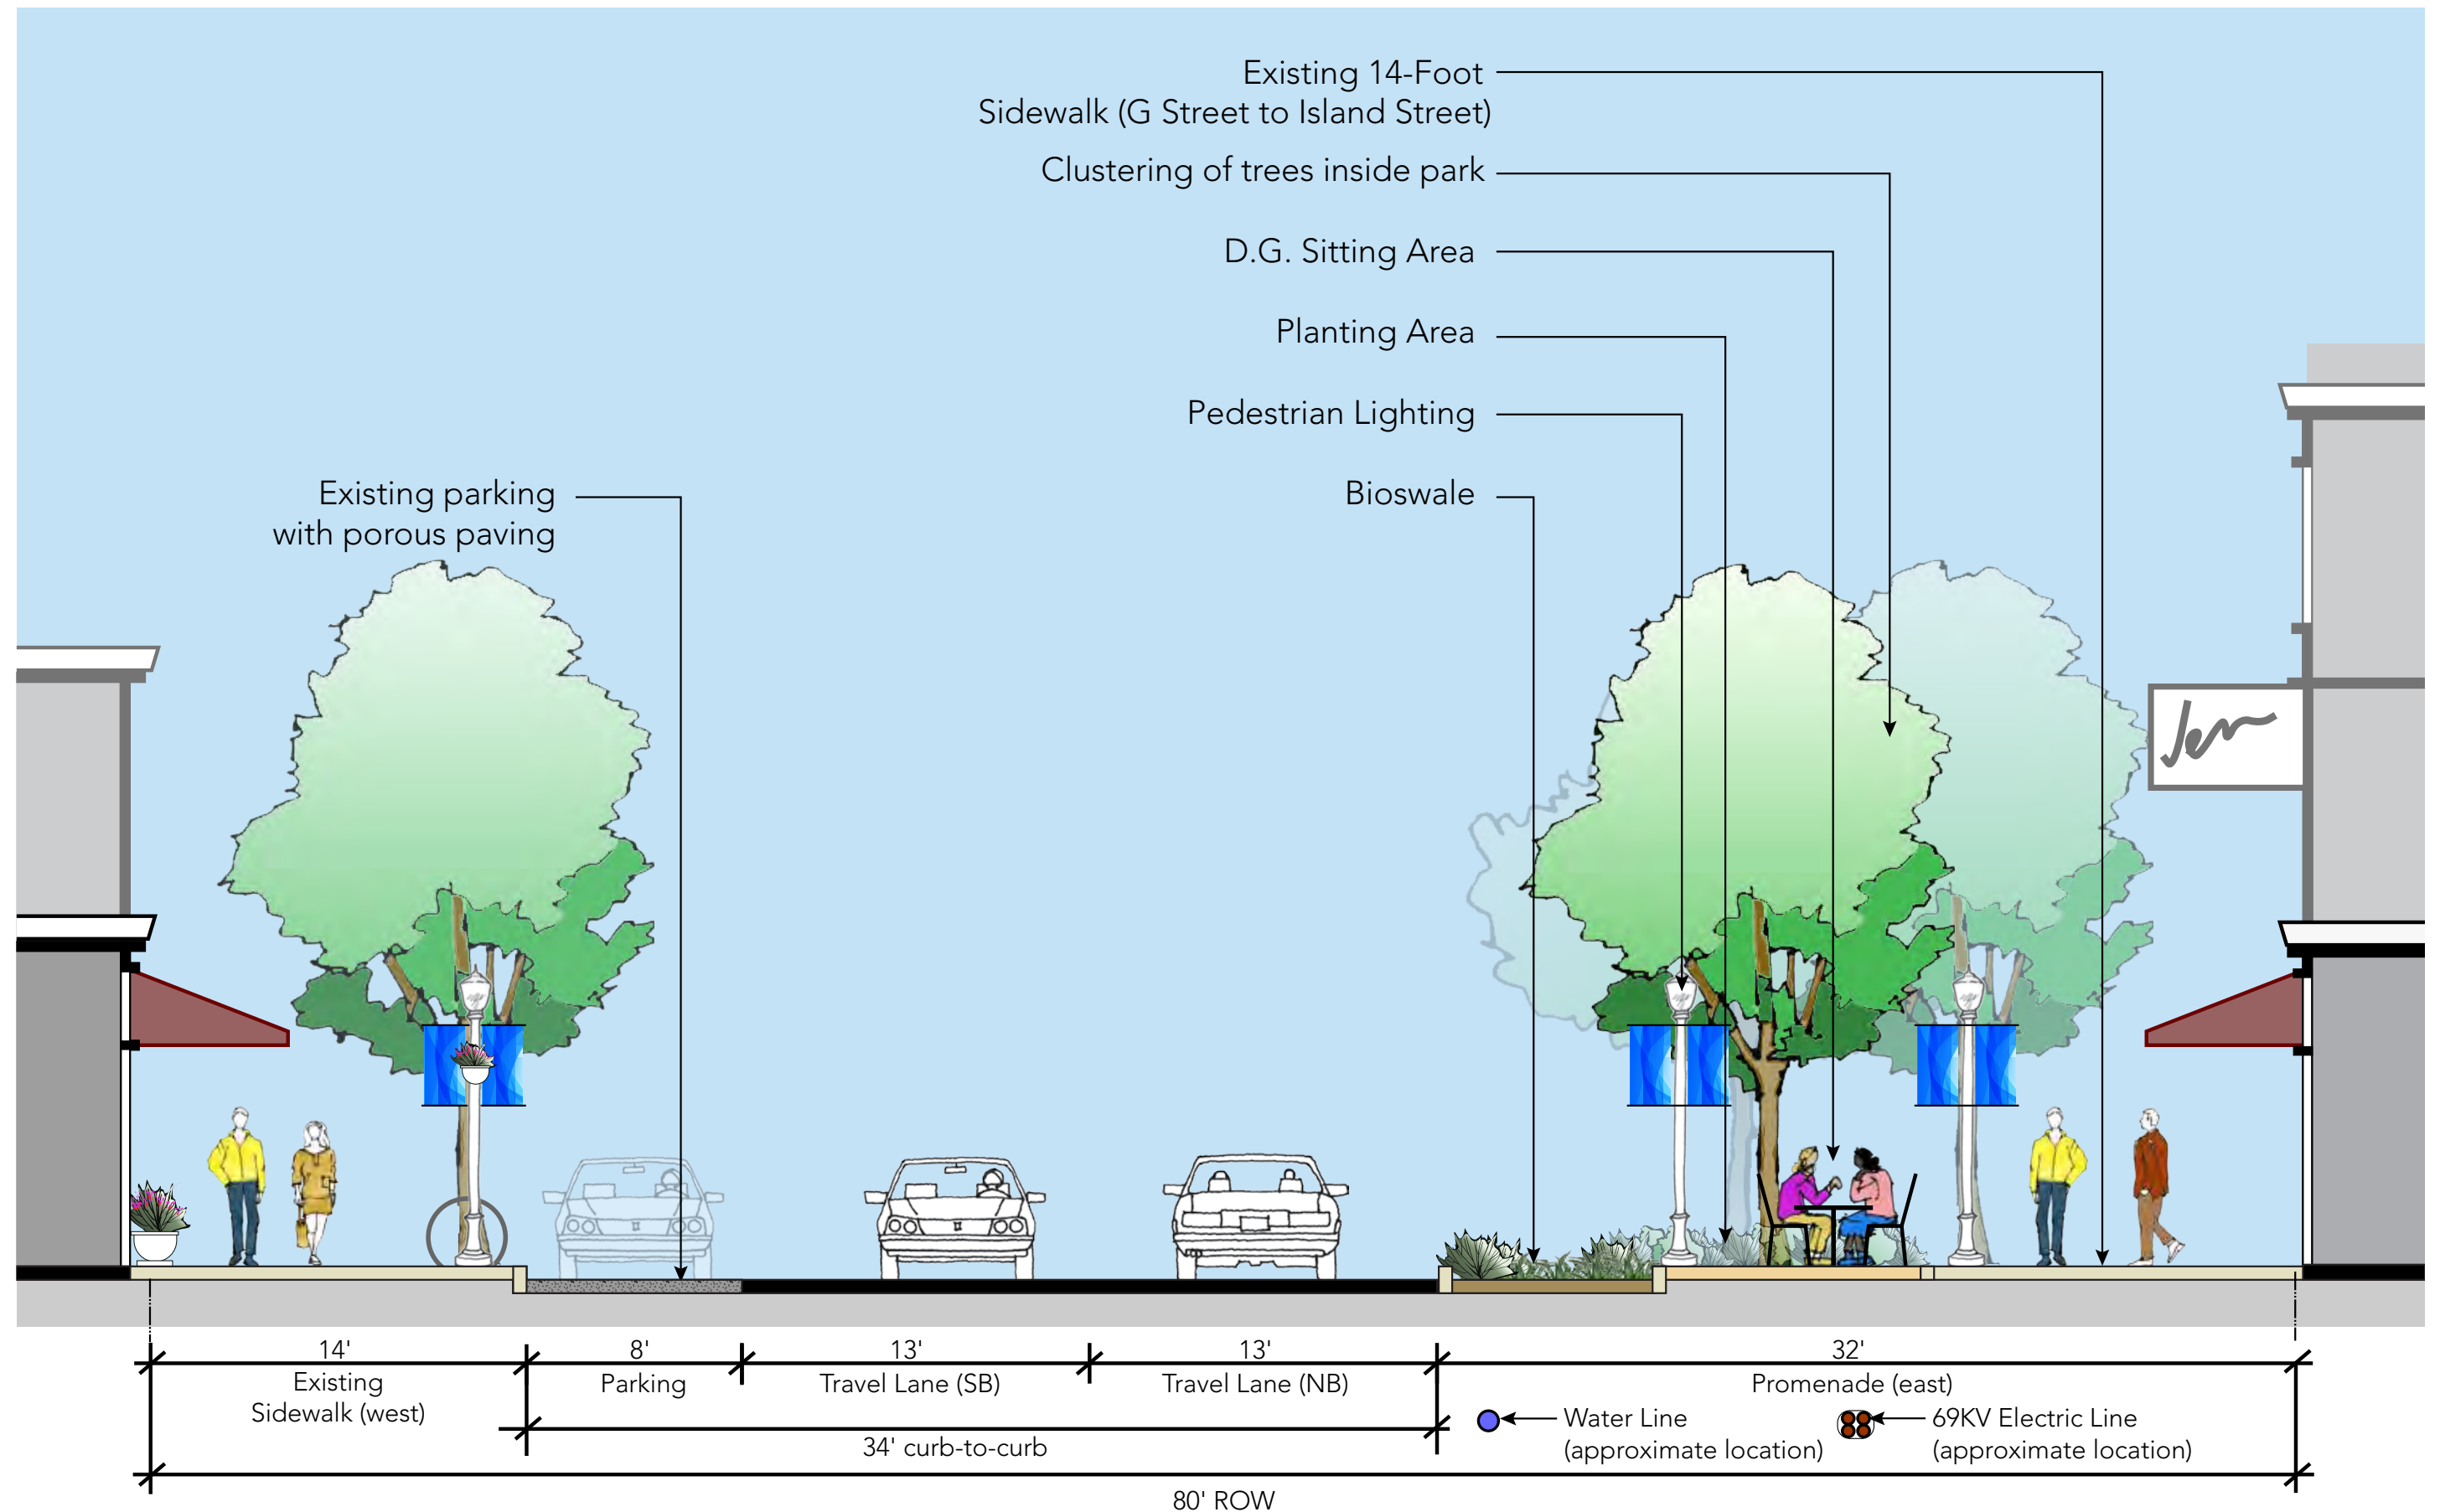 Existing 14-Foot
Sidewalk (G Street to Island Street)
Clustering of trees inside park
D.G. Sitting Area
Planting Area
Pedestrian Lighting
Existing parking
with porous paving
Bioswale
14'
8'
13'
13'
32'
Existing
Sidewalk (west)
Parking
Travel Lane (SB)
Travel Lane (NB)
Promenade (east)
Water Line
(approximate location)
69KV Electric Line
(approximate location)
34' curb-to-curb
80' ROW